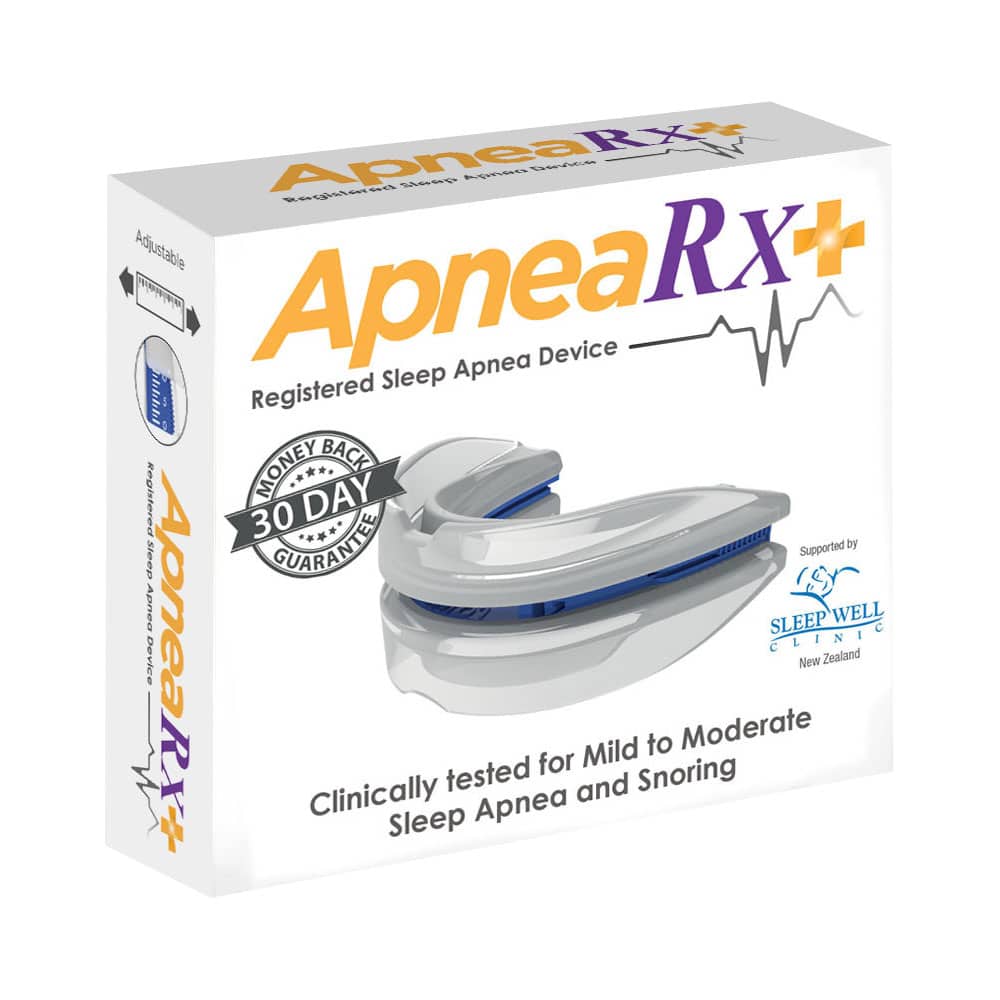 ApneaRx+
Registered Sleep Apnea Device
Adjustable
ApneaRx+
Registered Sleep Apnea Device
ApneaRx+
Registered Sleep Apnea Device
MONEY BACK
30 DAY
GUARANTEE
Supported by
SLEEP WELL
CLINIC
New Zealand
Clinically tested for Mild to Moderate
Sleep Apnea and Snoring